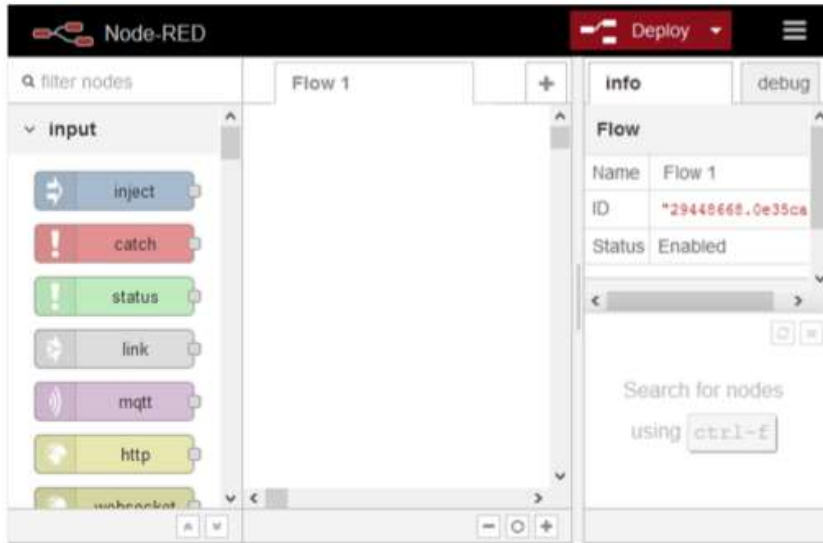 Node-RED
Deploy
filter nodes
Flow 1
info
debug
input
inject
catch
status
link
mqtt
http
websocket
Flow
Name Flow 1
ID "29448668.0e35ca
Status Enabled
Search for nodes
using ctrl-f